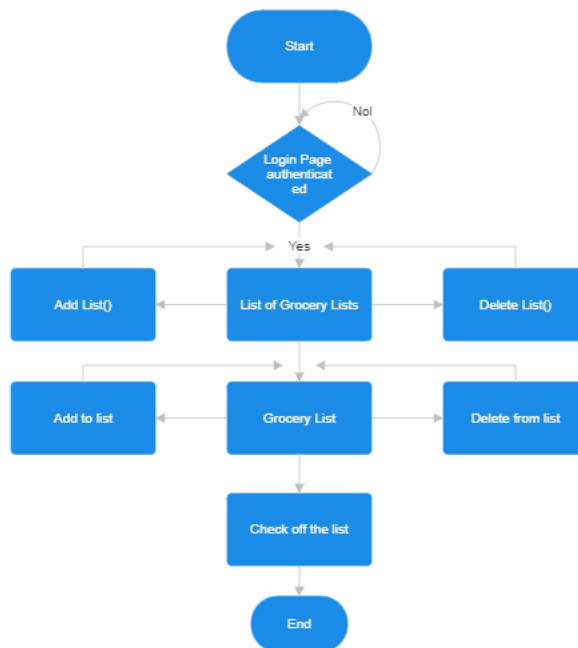 Start
No!
Login Page
authenticat
ed
Yes
Add List()
List of Grocery Lists
Delete List()
Add to list
Grocery List
Delete from list
Check off the list
End